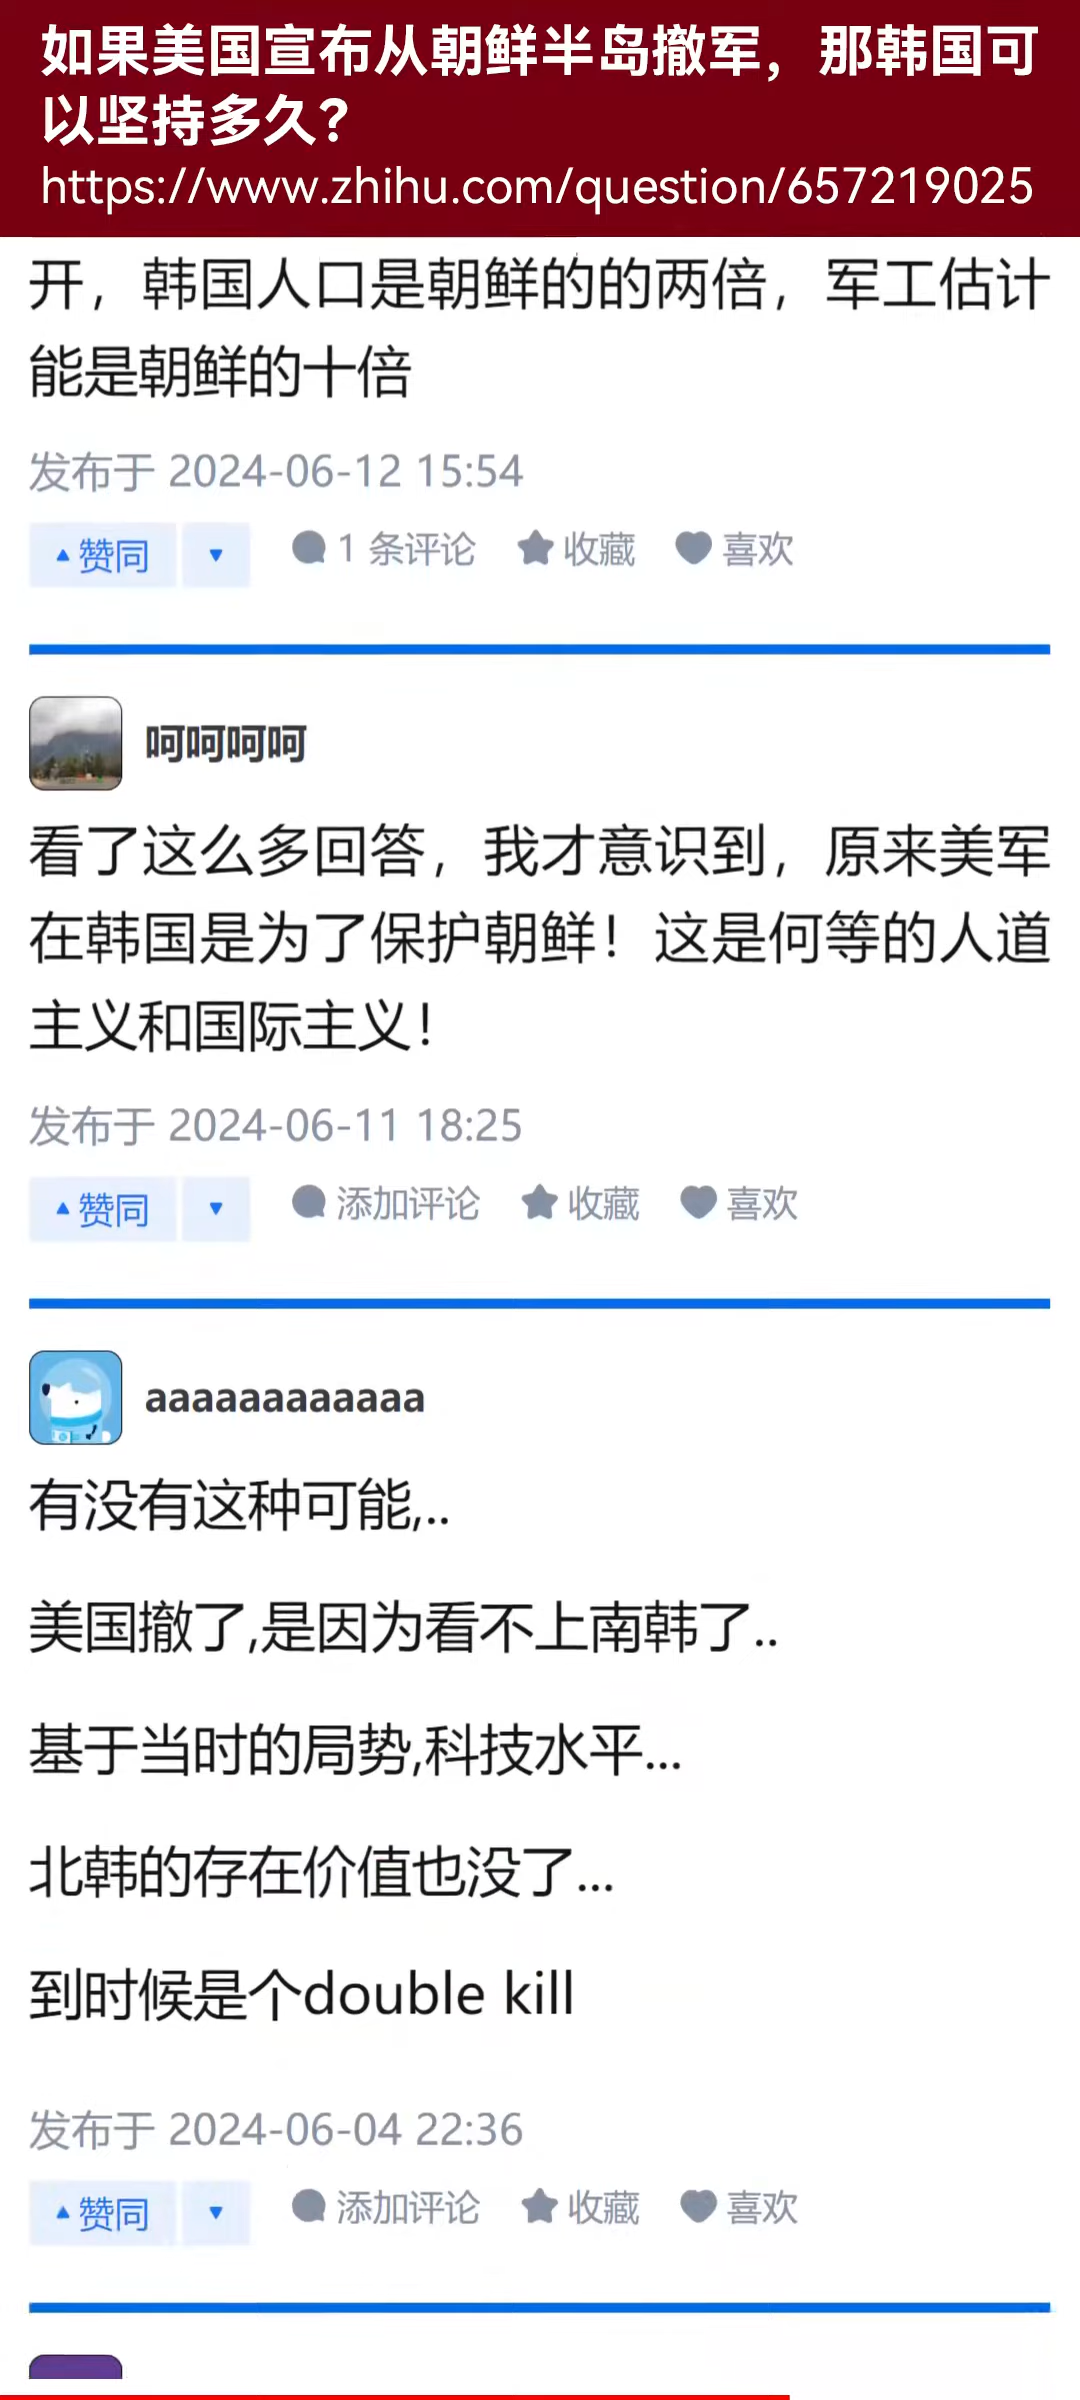 如果美国宣布从朝鲜半岛撤军，那韩国可
以坚持多久？
https://www.zhihu.com/question/657219025
开，韩国人口是朝鲜的的两倍，军工估计
能是朝鲜的十倍
发布于 2024-06-12 15:54
赞同 1 条评论 收藏 喜欢
呵呵呵呵
看了这么多回答，我才意识到，原来美军
在韩国是为了保护朝鲜！这是何等的人道
主义和国际主义！
发布于 2024-06-11 18:25
赞同 添加评论 收藏 喜欢
aaaaaaaaaaaa
有没有这种可能,..
美国撤了,是因为看不上南韩了..
基于当时的局势,科技水平...
北韩的存在价值也没了...
到时候是个double kill
发布于 2024-06-04 22:36
赞同 添加评论 收藏 喜欢